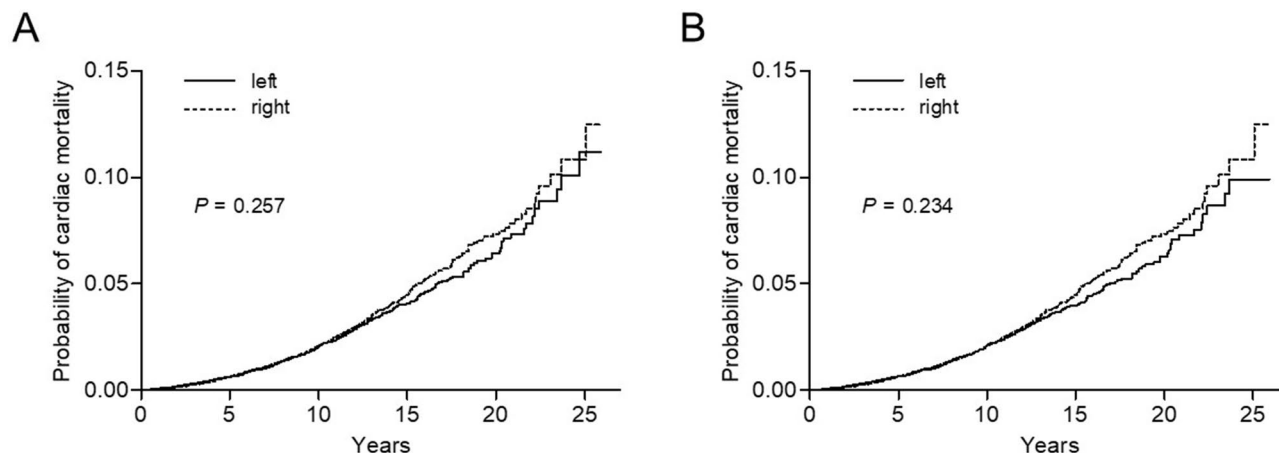 A
Probability of cardiac mortality
0.15
0.10
0.05
0.00
left
right
P = 0.257
0 5 10 15 20 25
Years
B
Probability of cardiac mortality
0.15
0.10
0.05
0.00
left
right
P = 0.234
0 5 10 15 20 25
Years